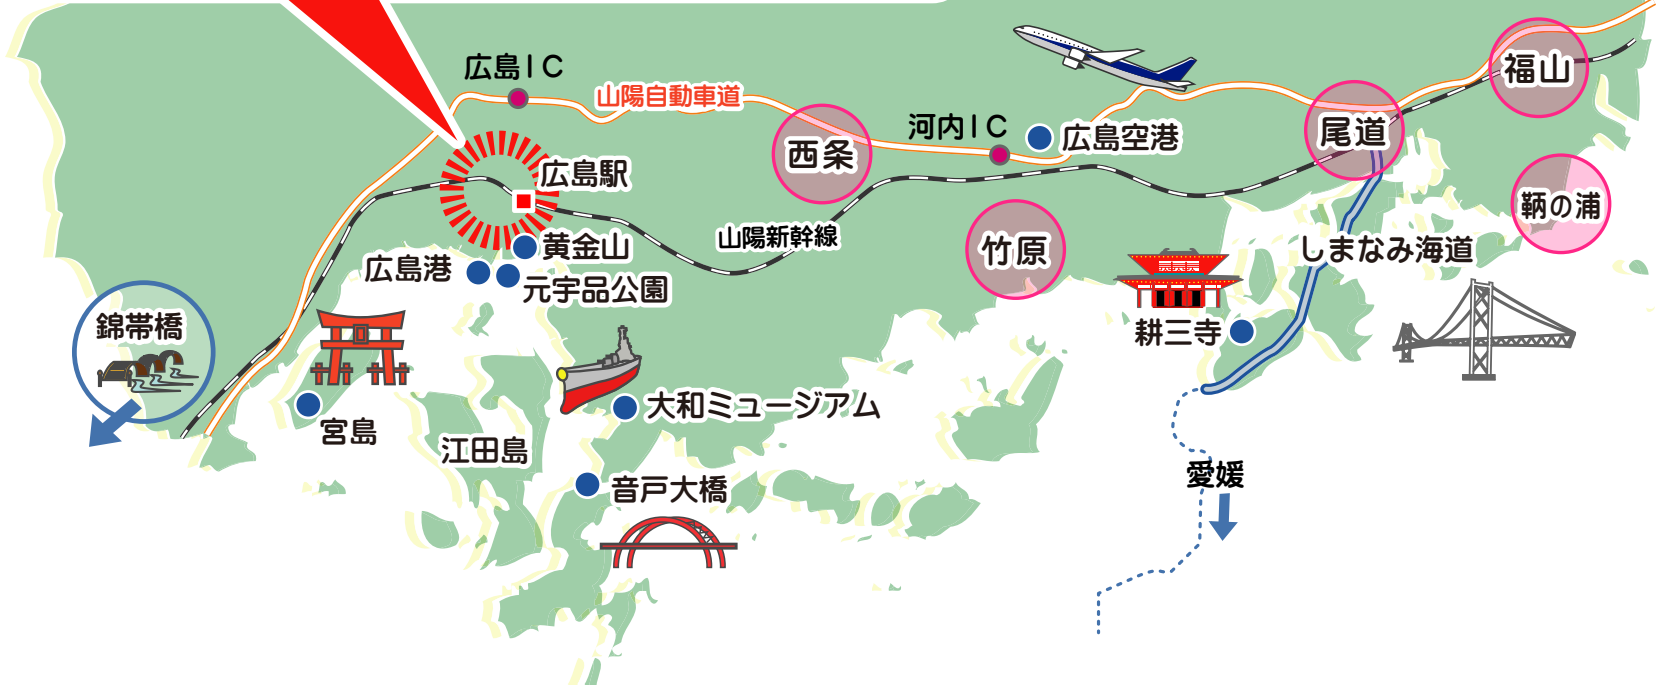 福山
広島IC
山陽自動車道
河内IC
尾道
広島空港
西条
広島駅
鞆の浦
山陽新幹線
黄金山
竹原
しまなみ海道
広島港
元宇品公園
錦帯橋
耕三寺
大和ミュージアム
宮島
江田島
愛媛
音戸大橋